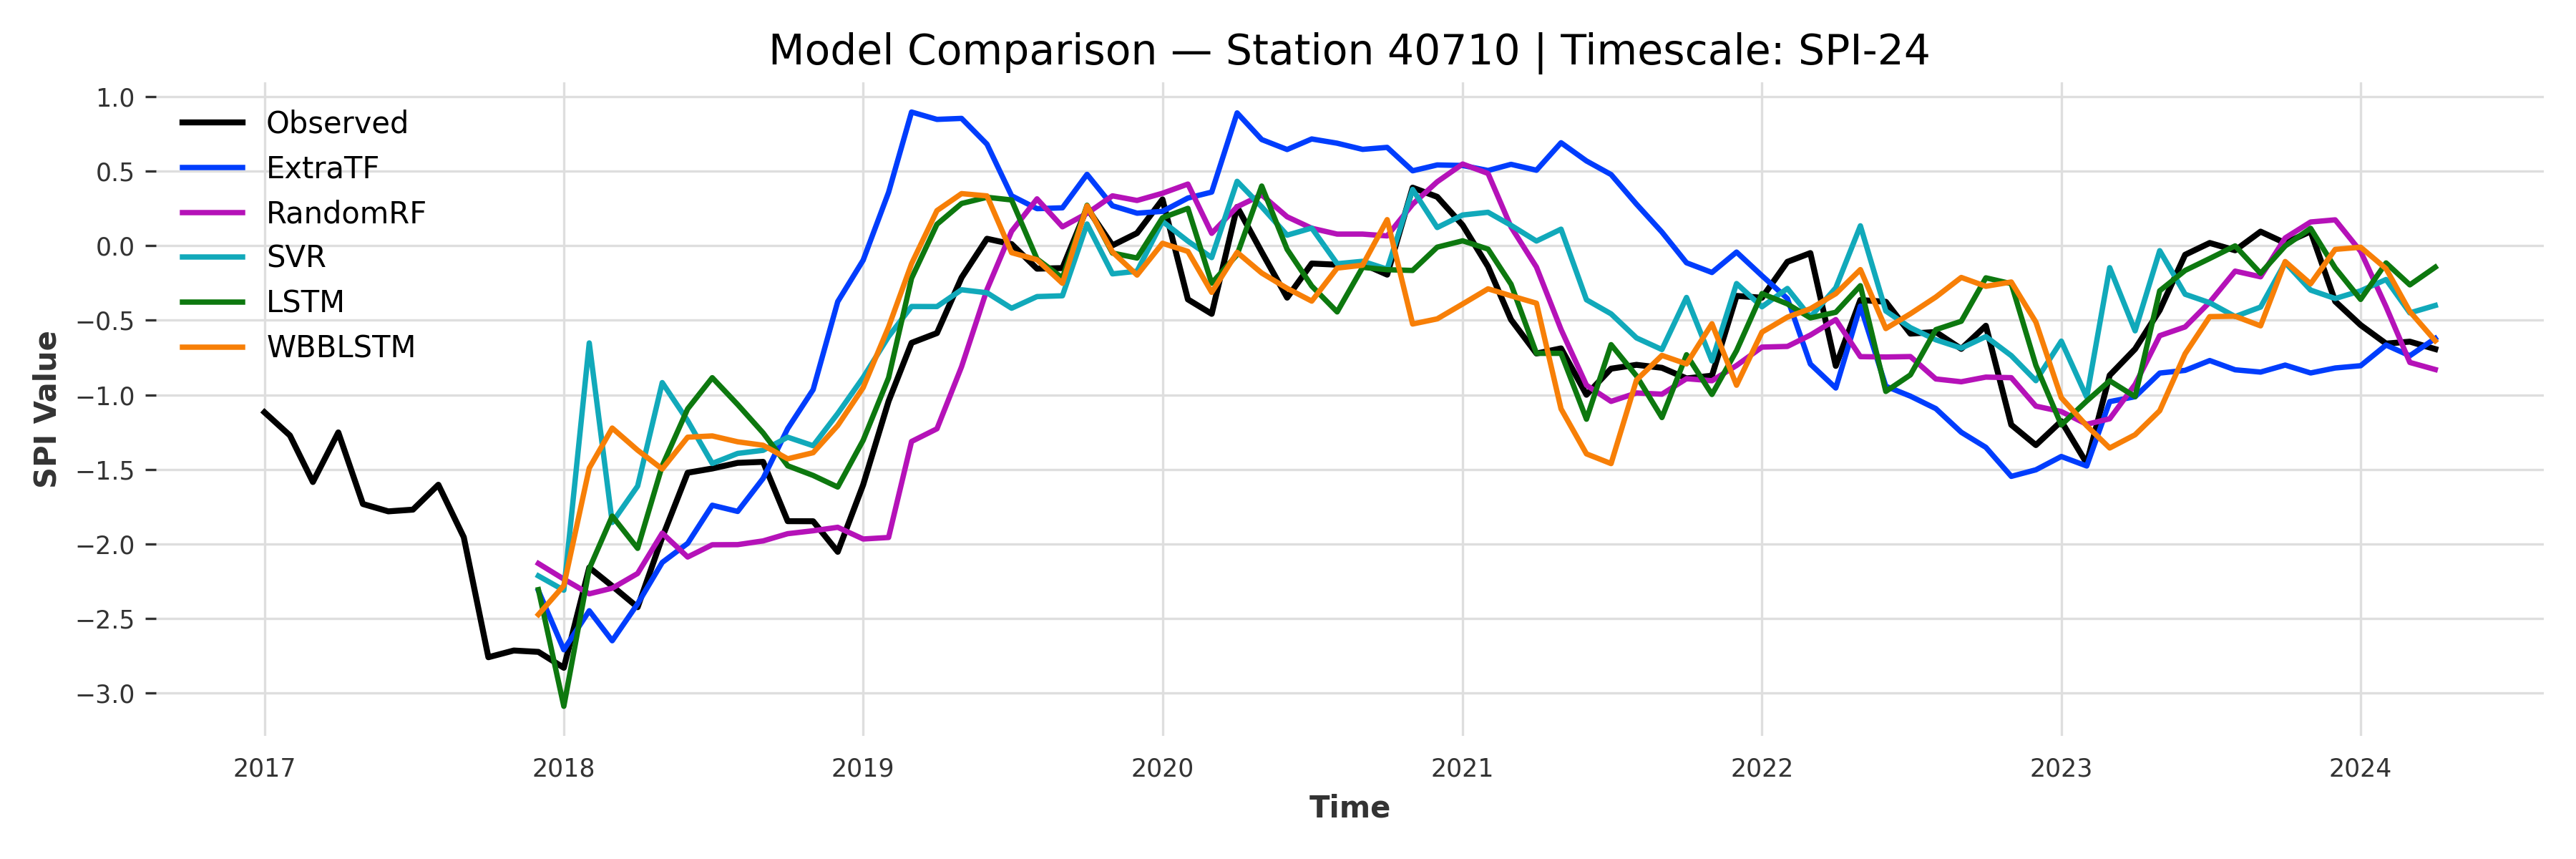 Model Comparison — Station 40710 | Timescale: SPI-24
SPI Value
1.0
0.5
0.0
−0.5
−1.0
−1.5
−2.0
−2.5
−3.0
Observed
ExtraTF
RandomRF
SVR
LSTM
WBBLSTM
2017 2018 2019 2020 2021 2022 2023 2024
Time